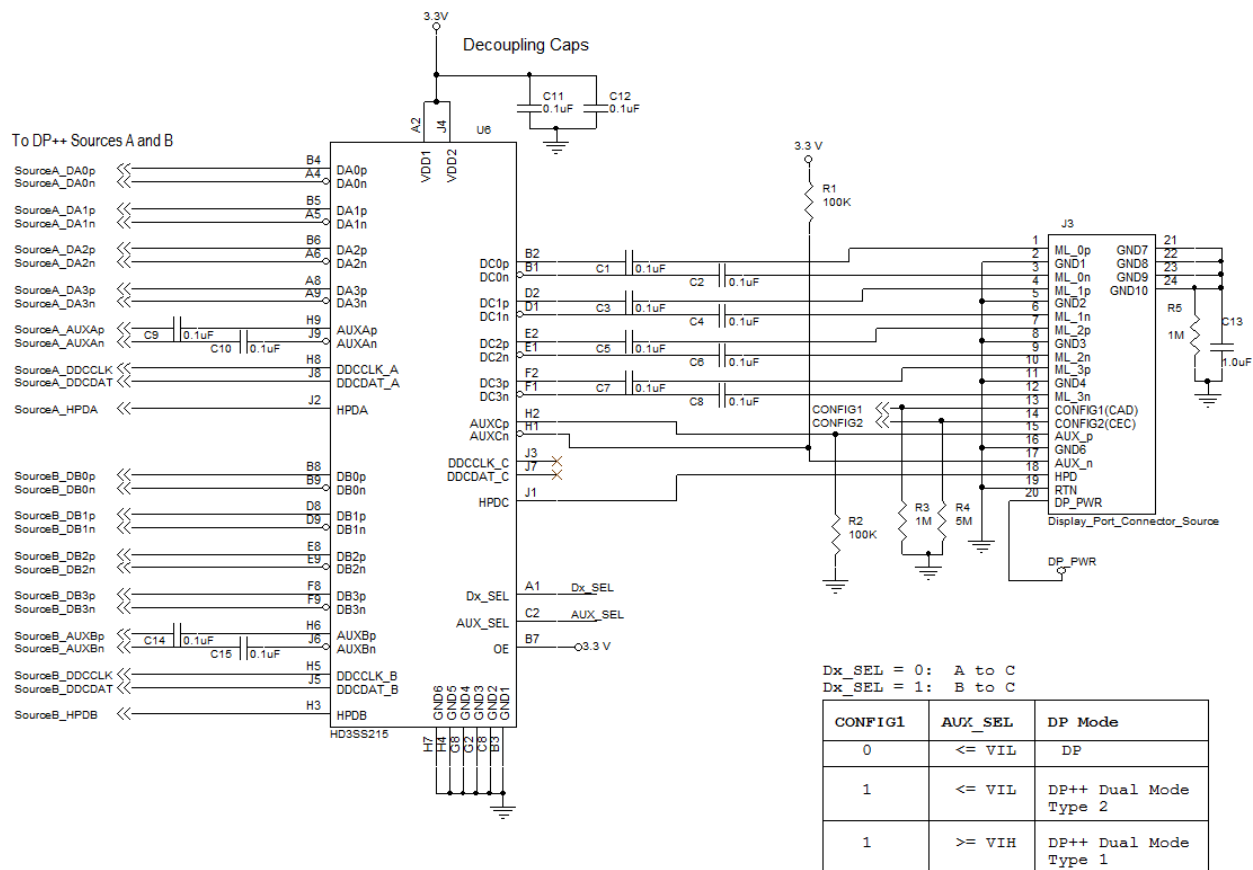 3.3V
Decoupling Caps
C11
0.1uF
C12
0.1uF
A2
J4
U6
To DP++ Sources A and B
VDD1
VDD2
3.3 V
R1
100K
SourceA_DA0p
B4
DA0p
SourceA_DA0n
A4
DA0n
SourceA_DA1p
B5
DA1p
SourceA_DA1n
A5
DA1n
SourceA_DA2p
B6
DA2p
SourceA_DA2n
A6
DA2n
SourceA_DA3p
A8
DA3p
SourceA_DA3n
A9
DA3n
SourceA_AUXAp
C9
0.1uF
H9
AUXAp
SourceA_AUXAn
C10
0.1uF
J9
AUXAn
SourceA_DDCCLK
H8
DDCCLK_A
SourceA_DDCDAT
J8
DDCDAT_A
SourceA_HPDA
J2
HPDA
SourceB_DB0p
B8
DB0p
SourceB_DB0n
B9
DB0n
SourceB_DB1p
D8
DB1p
SourceB_DB1n
D9
DB1n
SourceB_DB2p
E8
DB2p
SourceB_DB2n
E9
DB2n
SourceB_DB3p
F8
DB3p
SourceB_DB3n
F9
DB3n
SourceB_AUXBp
C14
0.1uF
H6
AUXBp
SourceB_AUXBn
C15
0.1uF
J6
AUXBn
SourceB_DDCCLK
H5
DDCCLK_B
SourceB_DDCDAT
J5
DDCDAT_B
SourceB_HPDB
H3
HPDB
HD3SS215
DC0p
B2
C1
0.1uF
DC0n
B1
C2
0.1uF
DC1p
D2
C3
0.1uF
DC1n
D1
C4
0.1uF
DC2p
E2
C5
0.1uF
DC2n
E1
C6
0.1uF
DC3p
F2
C7
0.1uF
DC3n
F1
C8
0.1uF
AUXCp
H2
AUXCn
H1
DDCCLK_C
J3
DDCDAT_C
J7
HPDC
J1
Dx_SEL
A1
Dx_SEL
AUX_SEL
C2
AUX_SEL
OE
B7
3.3 V
GND6
GND5
GND4
GND3
GND2
GND1
H7
H4
G8
G2
C8
B3
CONFIG1
CONFIG2
R2
100K
R3
1M
R4
5M
J3
1
ML_0p
2
GND1
3
ML_0n
4
ML_1p
5
GND2
6
ML_1n
7
ML_2p
8
GND3
9
ML_2n
10
ML_3p
11
GND4
12
ML_3n
13
CONFIG1(CAD)
14
CONFIG2(CEC)
15
AUX_p
16
GND6
17
AUX_n
18
HPD
19
RTN
20
DP_PWR
GND7
21
GND8
22
GND9
23
GND10
24
Display_Port_Connector_Source
R5
1M
C13
1.0uF
DP_PWR
Dx_SEL = 0: A to C
Dx_SEL = 1: B to C
CONFIG1 AUX_SEL DP Mode
0 <= VIL DP
1 <= VIL DP++ Dual Mode
Type 2
1 >= VIH DP++ Dual Mode
Type 1